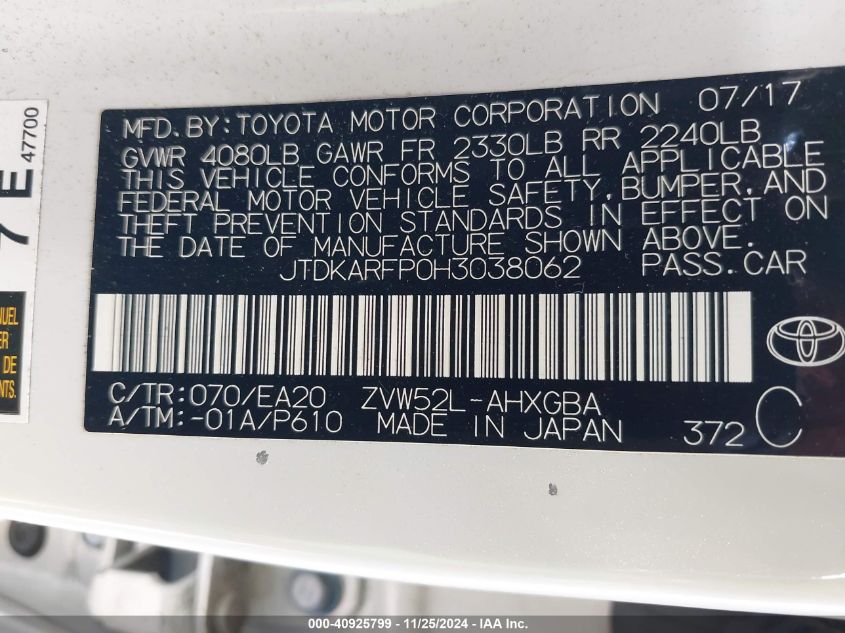 MFD. BY: TOYOTA MOTOR CORPORATION 07/17
GVWR 4080LB GAWR FR 2330LB RR 2240LB
THIS VEHICLE CONFORMS TO ALL APPLICABLE
FEDERAL MOTOR VEHICLE SAFETY, BUMPER, AND
THEFT PREVENTION STANDARDS IN EFFECT ON
THE DATE OF MANUFACTURE SHOWN ABOVE.
JTDKARFP0H3038062 PASS.CAR
C/TR:070/EA20 ZVW52L-AHXGBA
A/TM:-01A/P610 MADE IN JAPAN 372 C
7 E 47700
DE
000-40925799 - 11/25/2024 - IAA, Inc.